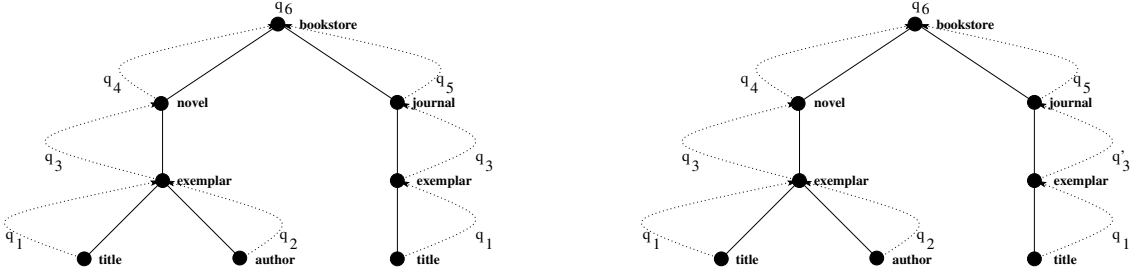 q6 q6
bookstore bookstore
q4 q5 q4 q5
novel journal novel journal
q3 q3 q3 q'3
exemplar exemplar exemplar exemplar
q1 q2 q1 q1 q2 q1
title author title title author title